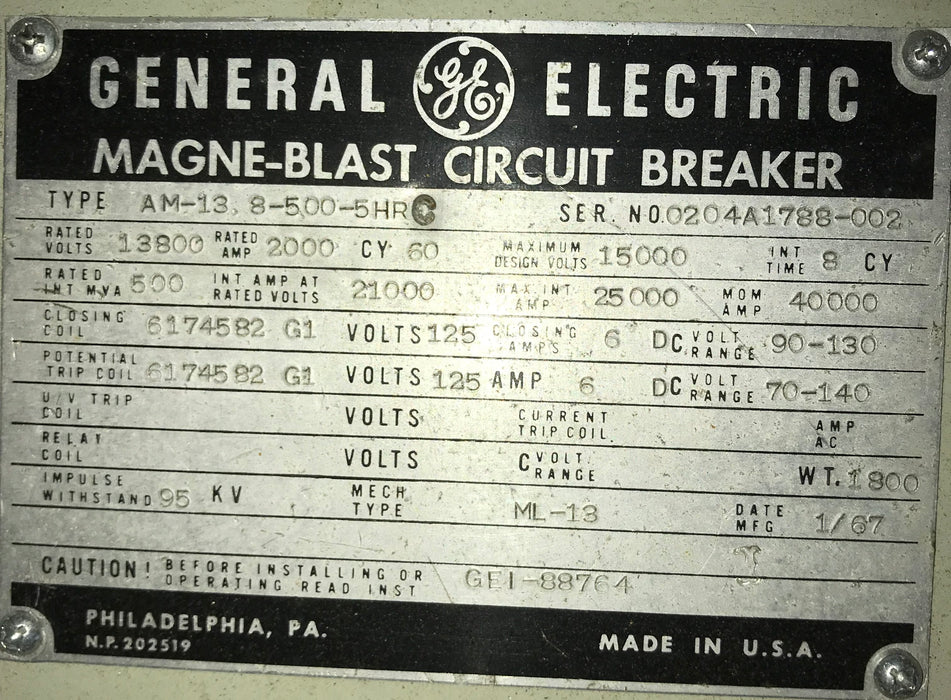 GENERAL GE ELECTRIC
MAGNE-BLAST CIRCUIT BREAKER
TYPE AM-13.8-500-5HRC SER. NO. 0204A1788-002
RATED VOLTS 13800 RATED AMP 2000 CY 60 MAXIMUM DESIGN VOLTS 15000 INT TIME 8 CY
RATED INT MVA 500 INT AMP AT RATED VOLTS 21000 MAX. INT AMP 25000 MOM AMP 40000
CLOSING COIL 6174582 G1 VOLTS 125 CLOSING AMPS 6 DC VOLT RANGE 90-130
POTENTIAL TRIP COIL 6174582 G1 VOLTS 125 AMP 6 DC VOLT RANGE 70-140
U/V TRIP COIL VOLTS CURRENT TRIP COIL AMP AC
RELAY COIL VOLTS C VOLT. RANGE WT. 1800
IMPULSE WITHSTAND 95 KV MECH TYPE ML-13 DATE MFG 1/67
CAUTION! BEFORE INSTALLING OR OPERATING READ INST GEI-88764
PHILADELPHIA, PA.
N.P. 202519 MADE IN U.S.A.